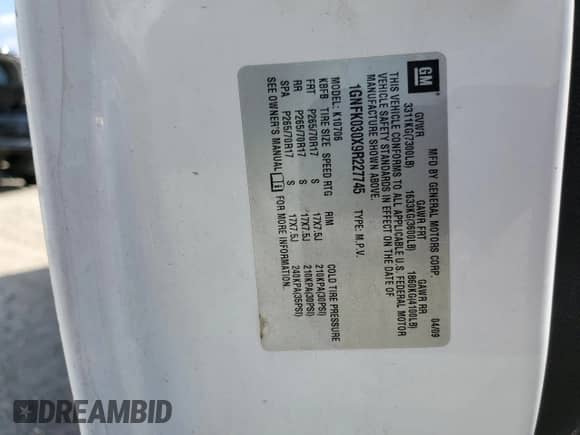 GM
MFD BY GENERAL MOTORS CORP. 04/09
GVWR GAWR FRT GAWR RR
3311KG(7300LB) 1633KG(3600LB) 1860KG(4100LB)
THIS VEHICLE CONFORMS TO ALL APPLICABLE U.S. FEDERAL MOTOR
VEHICLE SAFETY STANDARDS IN EFFECT ON THE DATE OF
MANUFACTURE SHOWN ABOVE.
1GNFK030X9R227745 TYPE: M.P.V.
MODEL: K10706
KBFB TIRE SIZE SPEED RTG RIM COLD TIRE PRESSURE
FRT P265/70R17 S 17X7.5J 210KPA(30PSI)
RR P265/70R17 S 17X7.5J 210KPA(30PSI)
SPA P265/70R17 S 17X7.5J 240KPA(35PSI)
SEE OWNER'S MANUAL FOR MORE INFORMATION.
DREAMBID